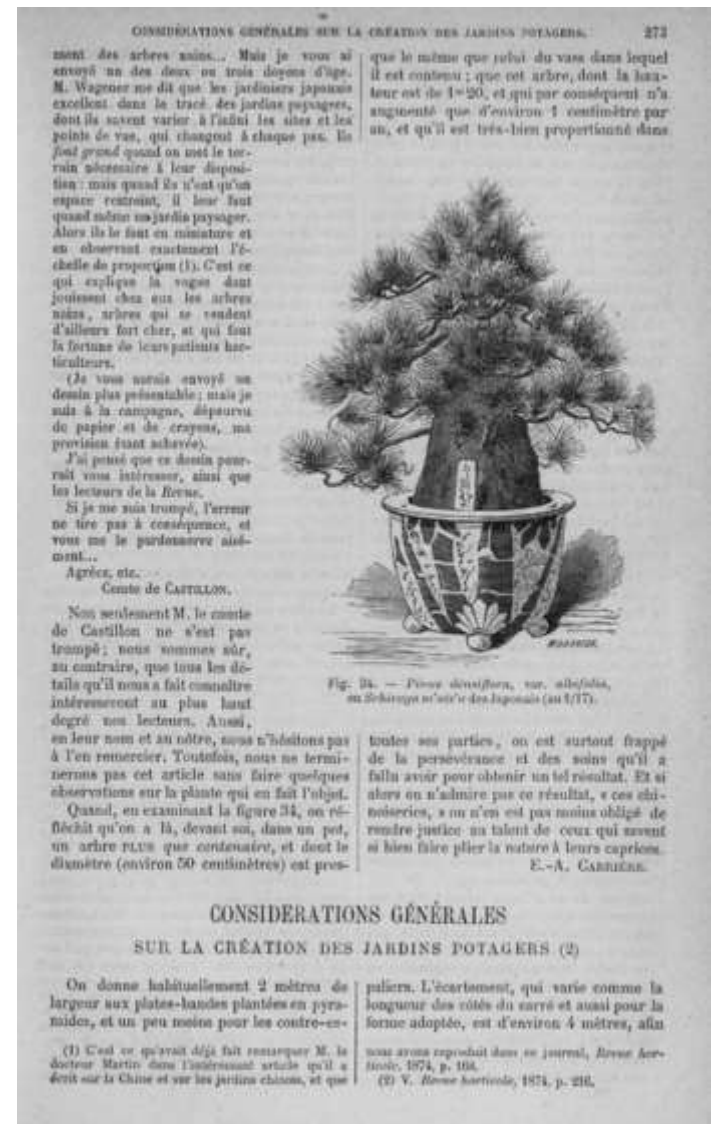 CONSIDÉRATIONS GÉNÉRALES SUR LA CRÉATION DES JARDINS POTAGERS. 273
ment des arbres nains... Mais je vous ai
envoyé un des deux ou trois doyens d'âge.
M. Wagener me dit que les jardiniers japonais
excellent dans le tracé des jardins paysagers,
dont ils savent varier à l'infini les sites et les
points de vue, qui changent à chaque pas. Ils
font grand quand on met le ter-
rain nécessaire à leur disposi-
tion : mais quand ils n'ont qu'un
espace restreint, il leur faut
quand même un jardin paysager.
Alors ils le font en miniature et
en observant exactement l'é-
chelle de proportion (1). C'est ce
qui explique la vogue dont
jouissent chez eux les arbres
nains, arbres qui se vendent
d'ailleurs fort cher, et qui font
la fortune de leurs patients hor-
ticulteurs.
(Je vous aurais envoyé un
dessin plus présentable ; mais je
suis à la campagne, dépourvu
de papier et de crayons, ma
provision étant achevée).
J'ai pensé que ce dessin pour-
rait vous intéresser, ainsi que
les lecteurs de la Revue.
Si je me suis trompé, l'erreur
ne tire pas à conséquence, et
vous me le pardonnerez aisé-
ment...
Agréez, etc.
Comte de CASTILLON.
Non seulement M. le comte
de Castillon ne s'est pas
trompé ; nous sommes sûr,
au contraire, que tous les dé-
tails qu'il nous a fait connaître
intéresseront au plus haut
degré nos lecteurs. Aussi,
en leur nom et au nôtre, nous n'hésitons pas
à l'en remercier. Toutefois, nous ne termi-
nerons pas cet article sans faire quelques
observations sur la plante qui en fait l'objet.
Quand, en examinant la figure 34, on ré-
fléchit qu'on a là, devant soi, dans un pot,
un arbre PLUS que centenaire, et dont le
diamètre (environ 50 centimètres) est pres-
que le même que celui du vase dans lequel
il est contenu ; que cet arbre, dont la hau-
teur est de 1m20, et qui par conséquent n'a
augmenté que d'environ 1 centimètre par
an, et qu'il est très-bien proportionné dans
Fig. 34. — Pinus densiflora, var. albifolia,
ou des Japonais (au 1/17).
toutes ses parties, on est surtout frappé
de la persévérance et des soins qu'il a
fallu avoir pour obtenir un tel résultat. Et si
alors on n'admire pas ce résultat, « ces chi-
noiseries, » on n'en est pas moins obligé de
rendre justice au talent de ceux qui savent
si bien faire plier la nature à leurs caprices.
E.-A. CARRIÈRE.
CONSIDERATIONS GÉNÉRALES
SUR LA CRÉATION DES JARDINS POTAGERS (2)
On donne habituellement 2 mètres de
largeur aux plates-bandes plantées en pyra-
mides, et un peu moins pour les contre-es-
paliers. L'écartement, qui varie comme la
longueur des côtés du carré et aussi pour la
forme adoptée, est d'environ 4 mètres, afin
(1) C'est ce qu'avait déjà fait remarquer M. le
docteur Martin dans l'intéressant article qu'il a
écrit sur la Chine et sur les jardins chinois, et que
nous avons reproduit dans ce journal, Revue hor-
ticole, 1874, p. 168.
(2) V. Revue horticole, 1874, p. 216.